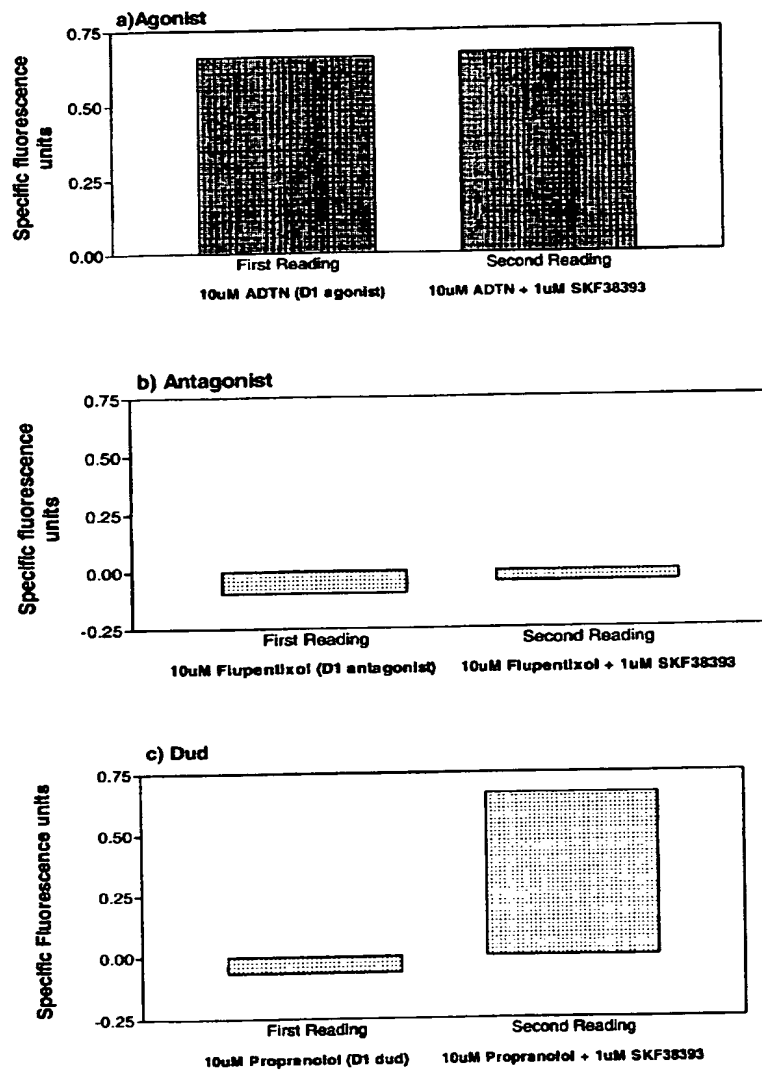 a)Agonist
Specific fluorescence
units
0.75
0.50
0.25
0.00
First Reading
Second Reading
10uM ADTN (D1 agonist)
10uM ADTN + 1uM SKF38393
b) Antagonist
Specific fluorescence
units
0.75
0.50
0.25
0.00
-0.25
First Reading
Second Reading
10uM Flupentixol (D1 antagonist)
10uM Flupentixol + 1uM SKF38393
c) Dud
Specific Fluorescence units
0.75
0.50
0.25
0.00
-0.25
First Reading
Second Reading
10uM Propranolol (D1 dud)
10uM Propranolol + 1uM SKF38393